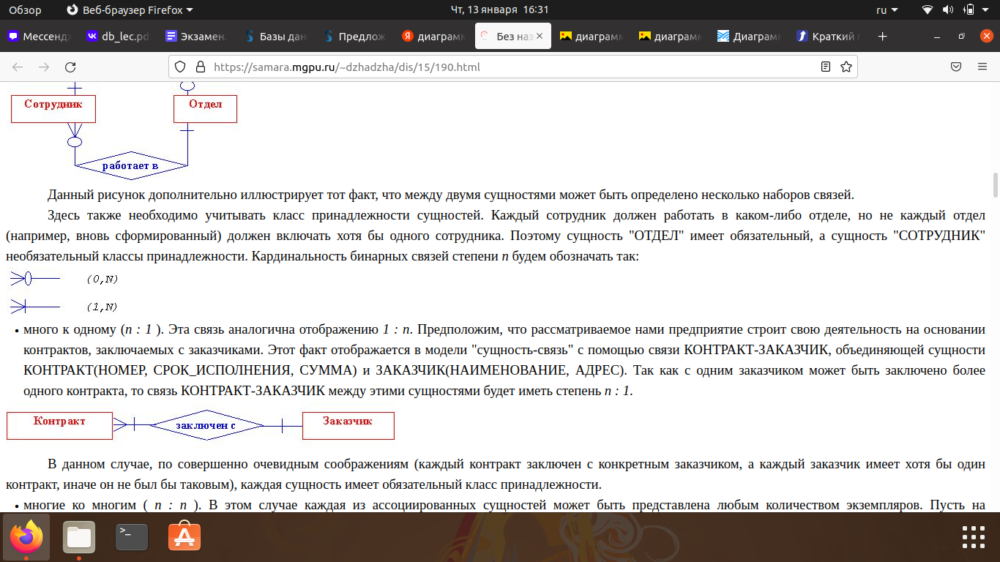 Обзор Веб-браузер Firefox Чт, 13 января 16:31 ru
Мессендж db_lec.pd Экзамен. Базы дан Предлож диаграмм Без наз диаграмм диаграмм Диаграмм Краткий
https://samara.mgpu.ru/~dzhadzha/dis/15/190.html
Сотрудник Отдел
работает в
Данный рисунок дополнительно иллюстрирует тот факт, что между двумя сущностями может быть определено несколько наборов связей.
Здесь также необходимо учитывать класс принадлежности сущностей. Каждый сотрудник должен работать в каком-либо отделе, но не каждый отдел
(например, вновь сформированный) должен включать хотя бы одного сотрудника. Поэтому сущность "ОТДЕЛ" имеет обязательный, а сущность "СОТРУДНИК"
необязательный классы принадлежности. Кардинальность бинарных связей степени n будем обозначать так:
(0,N)
(1,N)
• много к одному (n : 1 ). Эта связь аналогична отображению 1 : n. Предположим, что рассматриваемое нами предприятие строит свою деятельность на основании
контрактов, заключаемых с заказчиками. Этот факт отображается в модели "сущность-связь" с помощью связи КОНТРАКТ-ЗАКАЗЧИК, объединяющей сущности
КОНТРАКТ(НОМЕР, СРОК_ИСПОЛНЕНИЯ, СУММА) и ЗАКАЗЧИК(НАИМЕНОВАНИЕ, АДРЕС). Так как с одним заказчиком может быть заключено более
одного контракта, то связь КОНТРАКТ-ЗАКАЗЧИК между этими сущностями будет иметь степень n : 1.
Контракт заключен с Заказчик
В данном случае, по совершенно очевидным соображениям (каждый контракт заключен с конкретным заказчиком, а каждый заказчик имеет хотя бы один
контракт, иначе он не был бы таковым), каждая сущность имеет обязательный класс принадлежности.
• многие ко многим ( n : n ). В этом случае каждая из ассоциированных сущностей может быть представлена любым количеством экземпляров. Пусть на